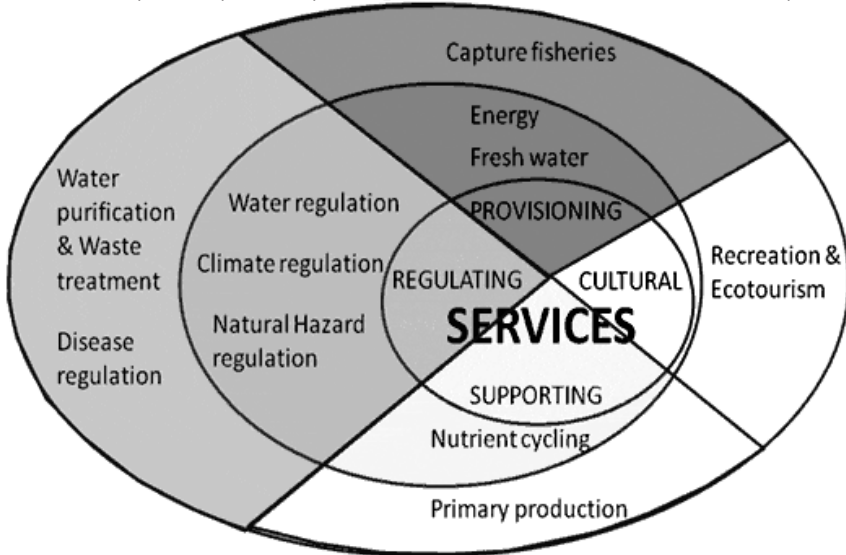 Capture fisheries
Energy
Fresh water
PROVISIONING
Water
purification
& Waste
treatment
Disease
regulation
Water regulation
Climate regulation
Natural Hazard
regulation
REGULATING
CULTURAL
Recreation &
Ecotourism
SERVICES
SUPPORTING
Nutrient cycling
Primary production